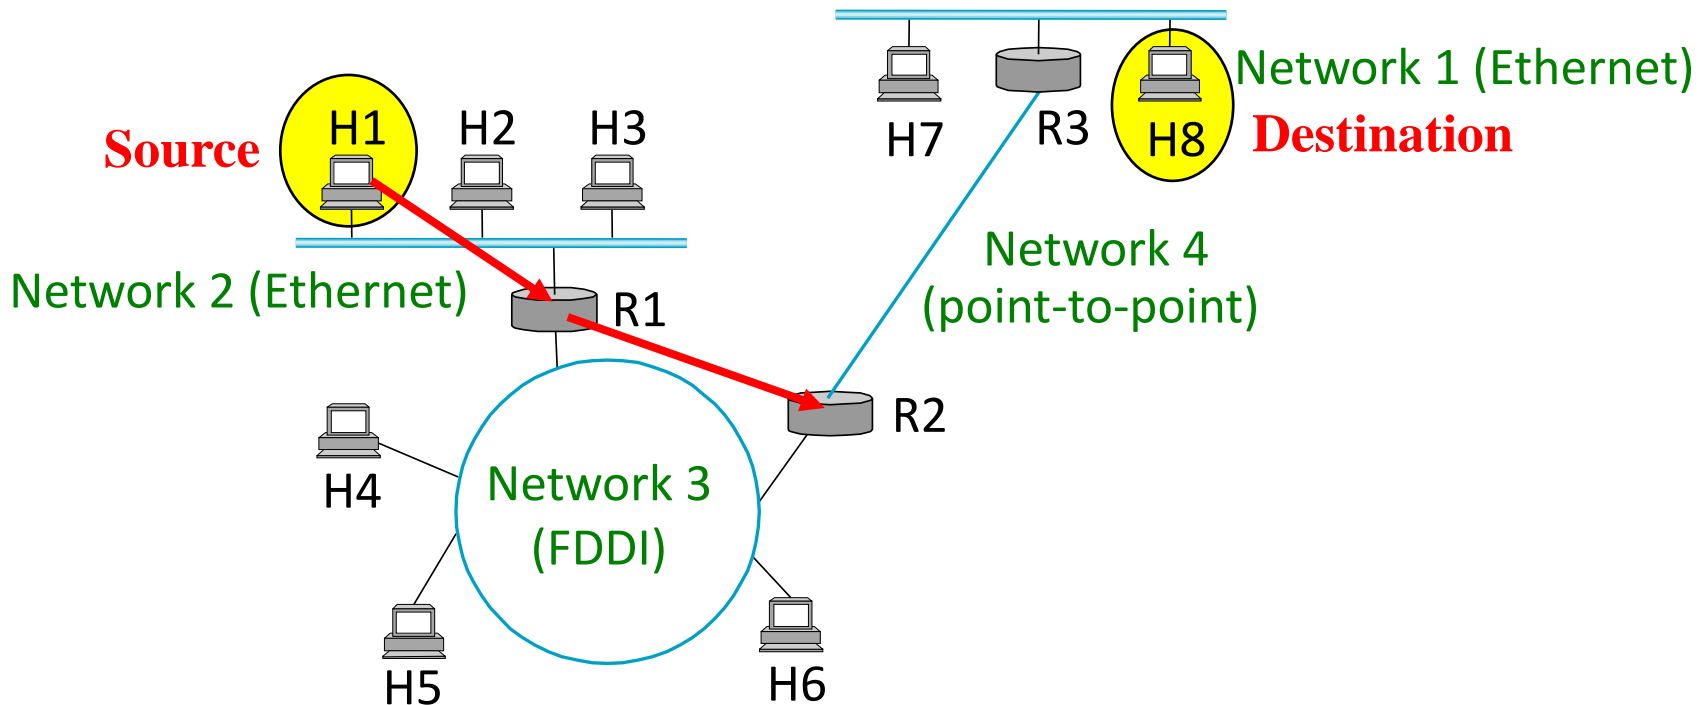 Network 1 (Ethernet)
H1
H2
H3
Source
H7
R3
H8
Destination
Network 2 (Ethernet)
R1
Network 4
(point-to-point)
R2
H4
Network 3
(FDDI)
H5
H6